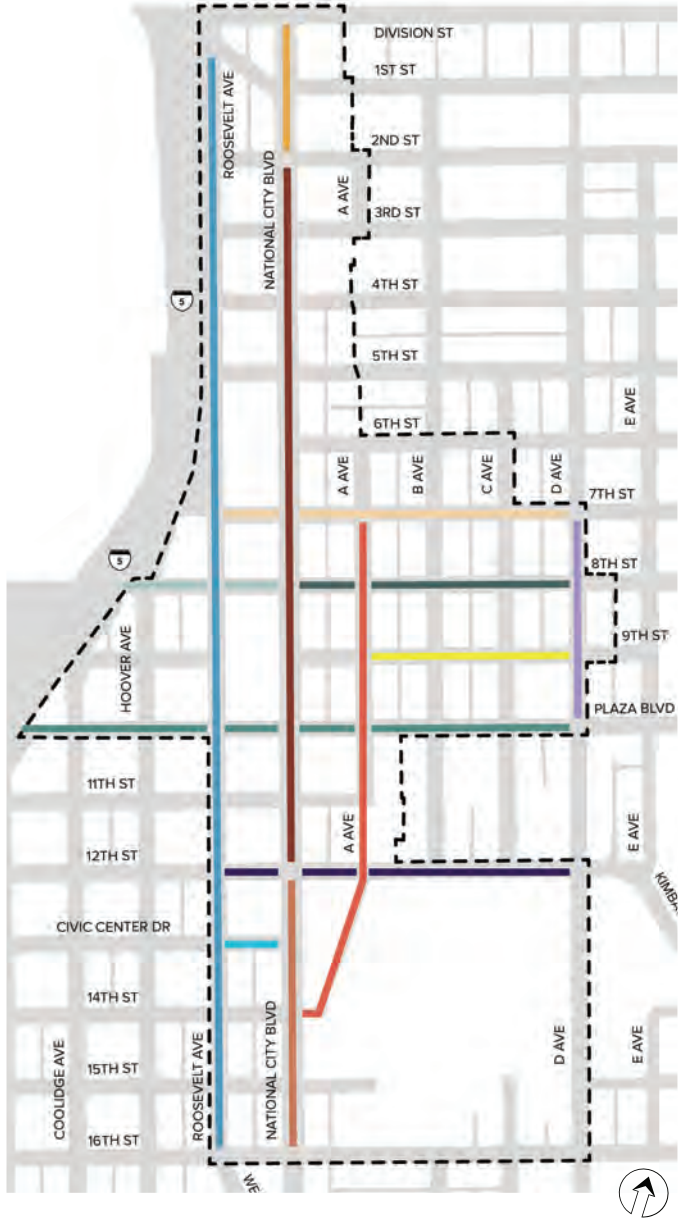 DIVISION ST
1ST ST
ROOSEVELT AVE
2ND ST
NATIONAL CITY BLVD
A AVE
3RD ST
4TH ST
5
5TH ST
E AVE
6TH ST
A AVE
B AVE
C AVE
D AVE
7TH ST
5
8TH ST
9TH ST
HOOVER AVE
PLAZA BLVD
11TH ST
A AVE
E AVE
12TH ST
CIVIC CENTER DR
14TH ST
NATIONAL CITY BLVD
COOLIDGE AVE
ROOSEVELT AVE
D AVE
E AVE
15TH ST
16TH ST